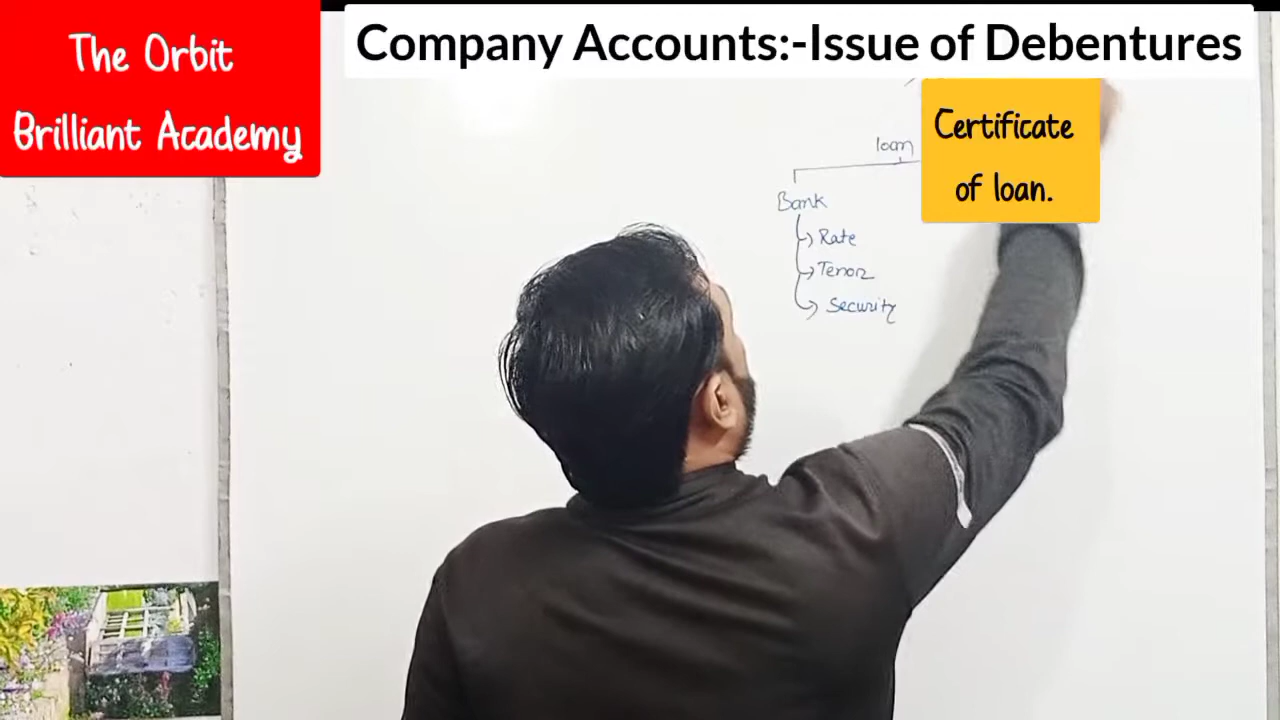 The Orbit
Brilliant Academy
Company Accounts:-Issue of Debentures
Certificate
of loan.
loan
Bank
Rate
Tenor
Security